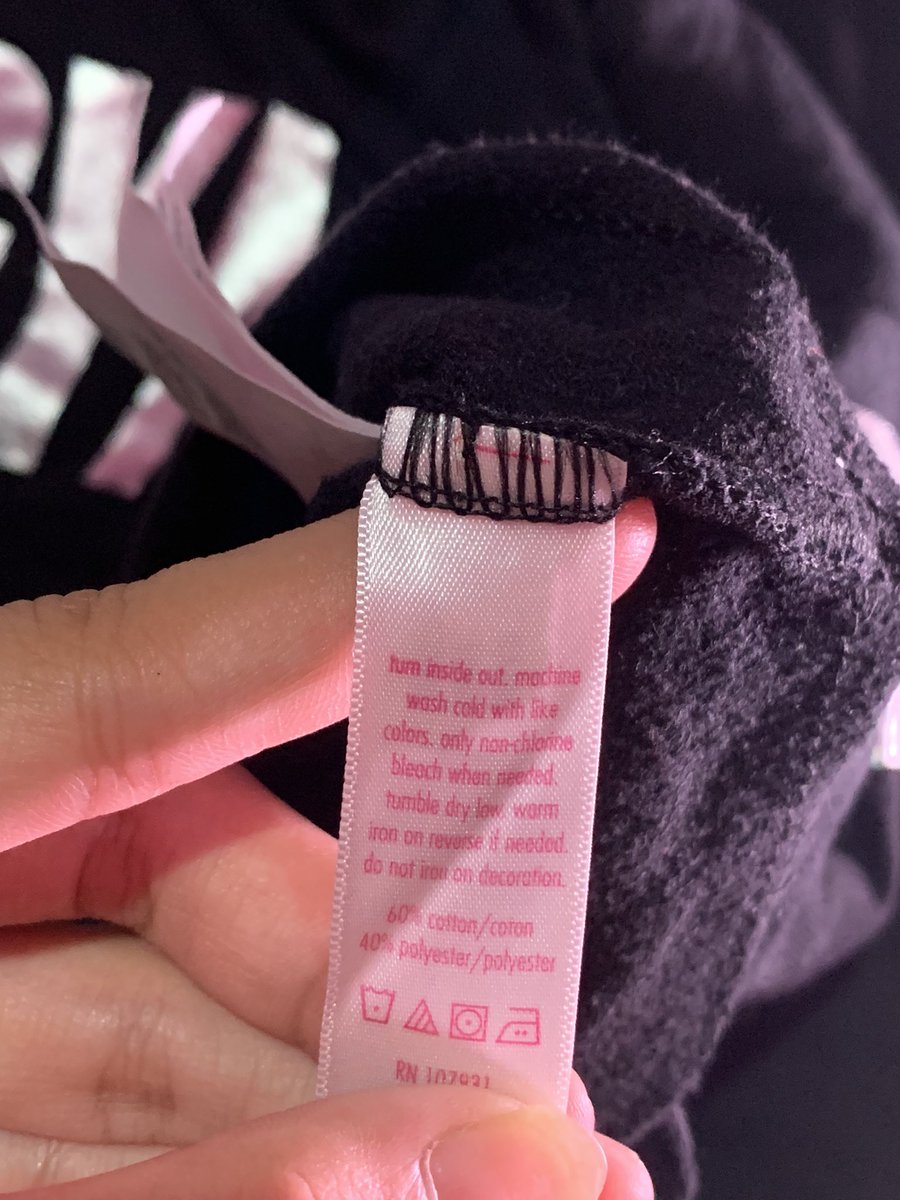 turn inside out. machine
wash cold with like
colors. only non-chlorine
bleach when needed.
tumble dry low. warm
iron on reverse if needed.
do not iron on decoration.
60% cotton/coton
40% polyester/polyester
RN 107931